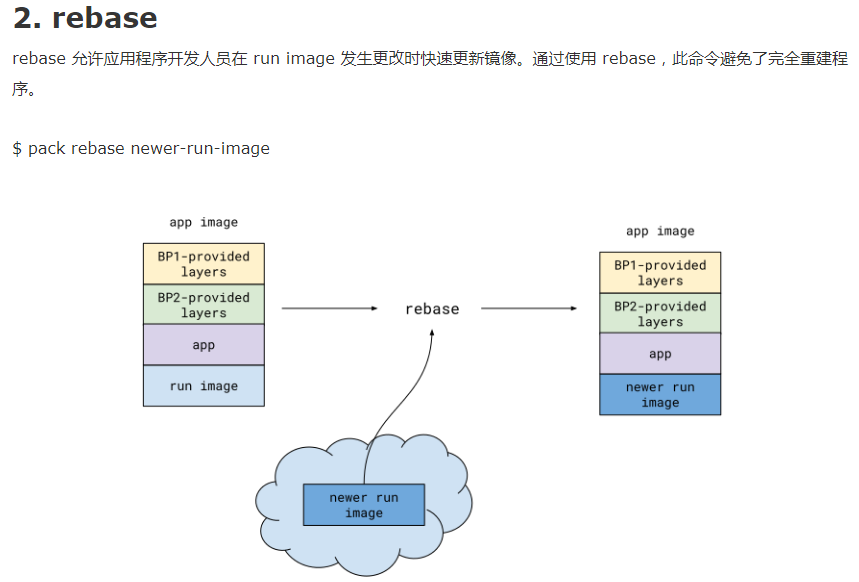 2. rebase
rebase 允许应用程序开发人员在 run image 发生更改时快速更新镜像。通过使用 rebase，此命令避免了完全重建程
序。
$ pack rebase newer-run-image
app image
BP1-provided
layers
BP2-provided
layers
app
run image
rebase
newer run
image
app image
BP1-provided
layers
BP2-provided
layers
app
newer run
image